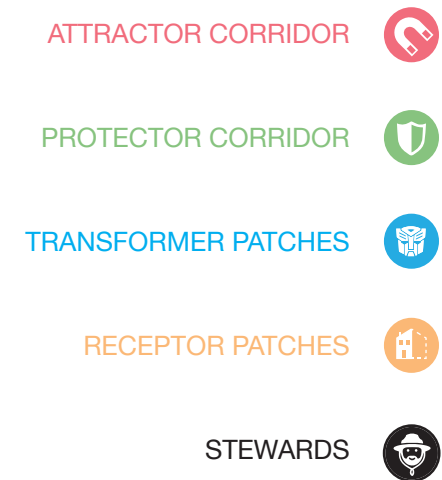 ATTRACTOR CORRIDOR
PROTECTOR CORRIDOR
TRANSFORMER PATCHES
RECEPTOR PATCHES
STEWARDS